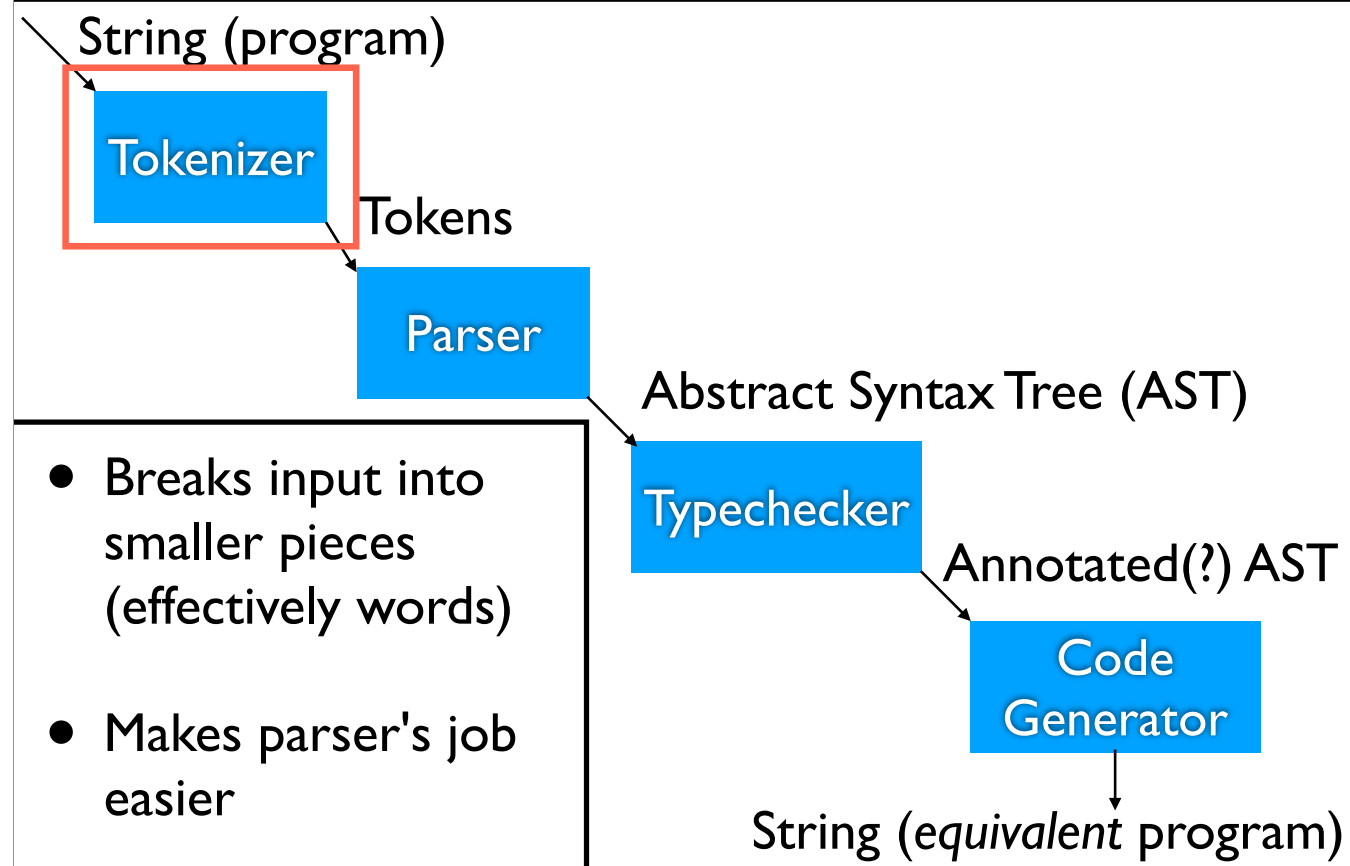 String (program)
Tokenizer
Tokens
Parser
Abstract Syntax Tree (AST)
Typechecker
Annotated(?) AST
Code
Generator
String (equivalent program)
• Breaks input into
smaller pieces
(effectively words)
• Makes parser's job
easier